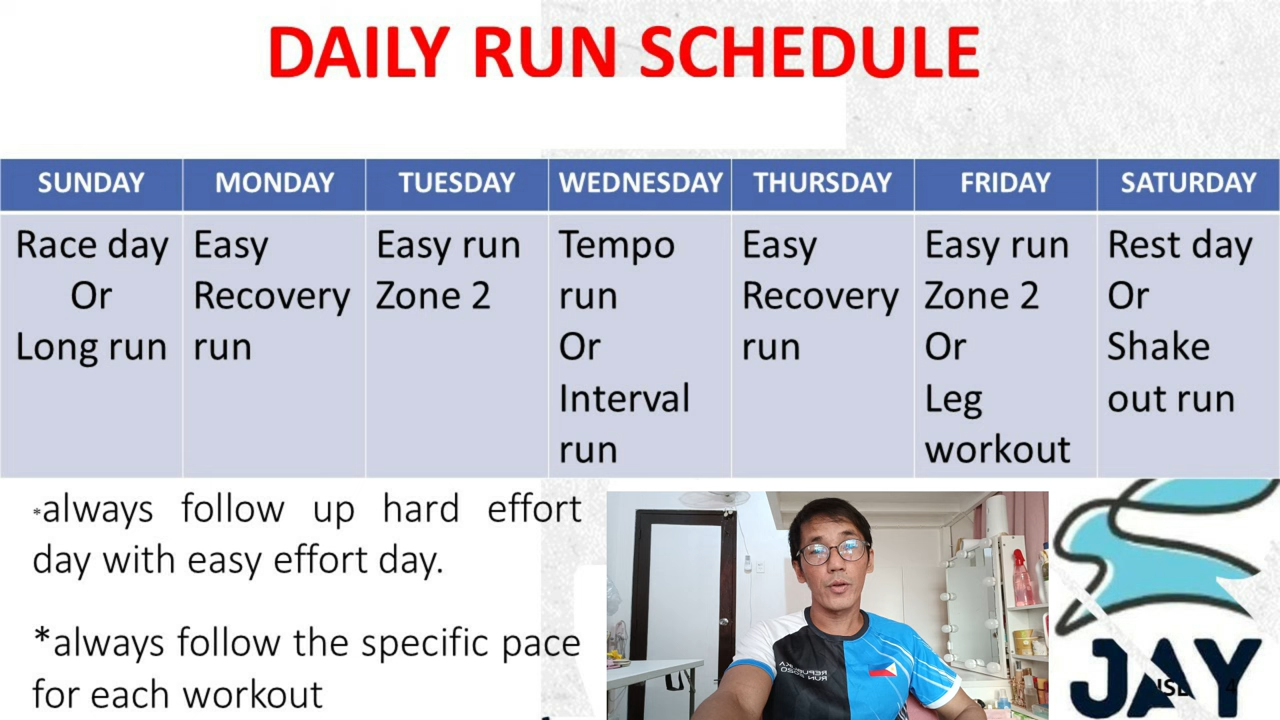 DAILY RUN SCHEDULE
SUNDAY MONDAY TUESDAY WEDNESDAY THURSDAY FRIDAY SATURDAY
Race day
Or
Long run
Easy
Recovery
run
Easy run
Zone 2
Tempo
run
Or
Interval
run
Easy
Recovery
run
Easy run
Zone 2
Or
Leg
workout
Rest day
Or
Shake
out run
*always follow up hard effort
day with easy effort day.
*always follow the specific pace
for each workout
JAY